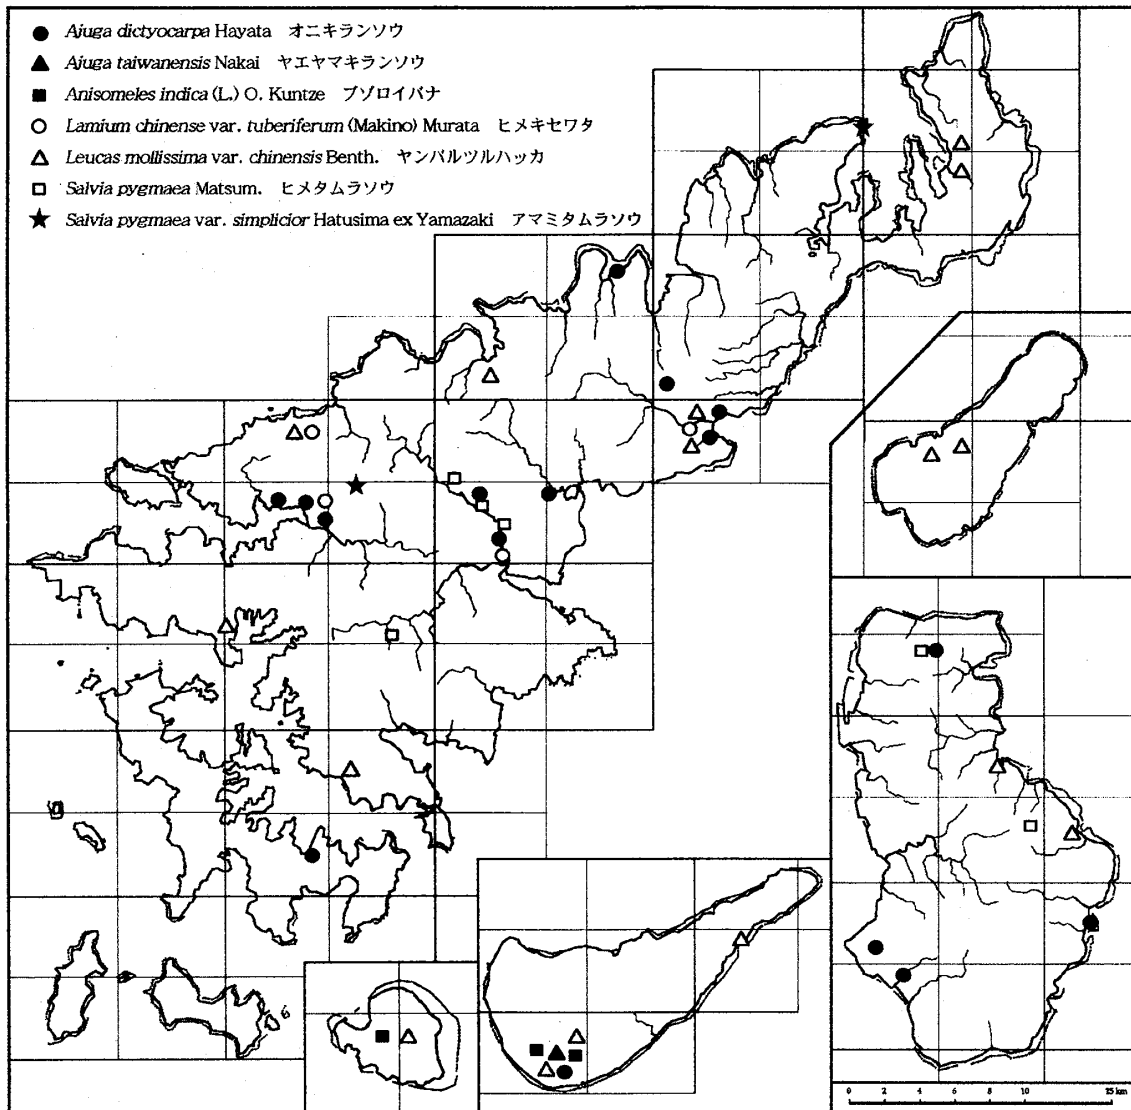 ● Ajuga dictyocarpa Hayata オニキランソウ
▲ Ajuga taiwanensis Nakai ヤエヤマキランソウ
■ Anisomeles indica (L.) O. Kuntze ブゾロイバナ
○ Lamium chinense var. tuberiferum (Makino) Murata ヒメキセワタ
△ Leucas mollissima var. chinensis Benth. ヤンバルツルハッカ
□ Salvia pygmaea Matsum. ヒメタムラソウ
★ Salvia pygmaea var. simplicior Hatusima ex Yamazaki アマミタムラソウ
0 2 4 6 8 10 15 km